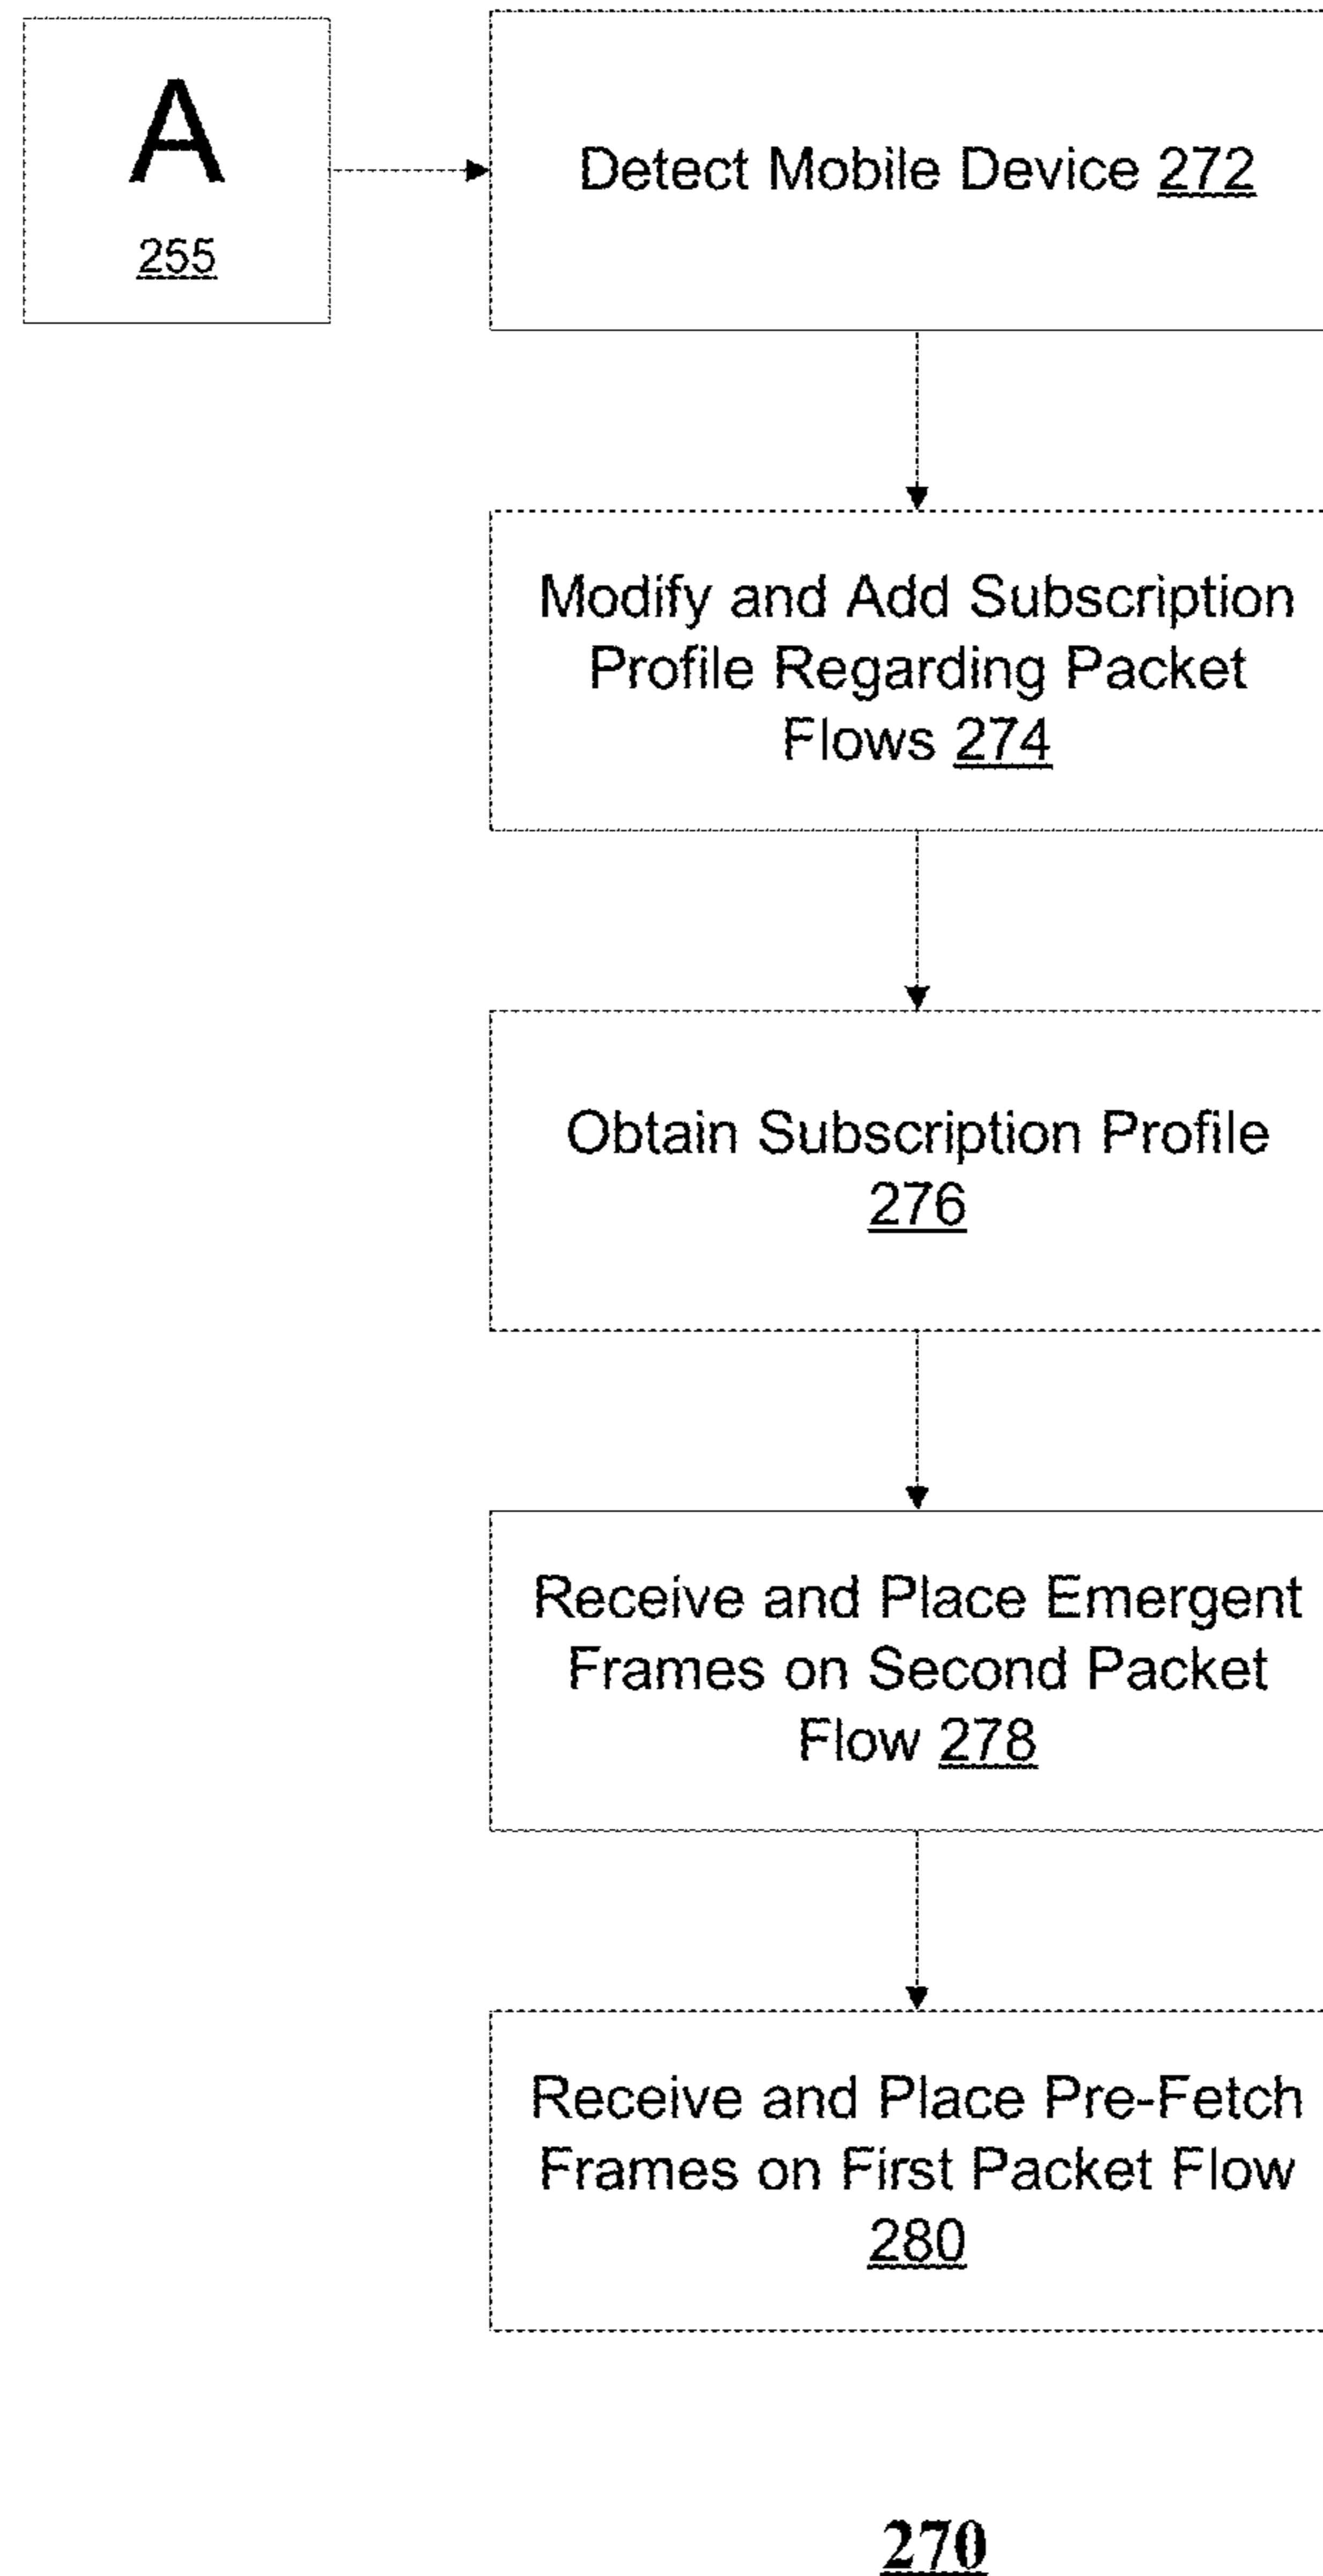 A
255
Detect Mobile Device 272
Modify and Add Subscription
Profile Regarding Packet
Flows 274
Obtain Subscription Profile
276
Receive and Place Emergent
Frames on Second Packet
Flow 278
Receive and Place Pre-Fetch
Frames on First Packet Flow
280
270